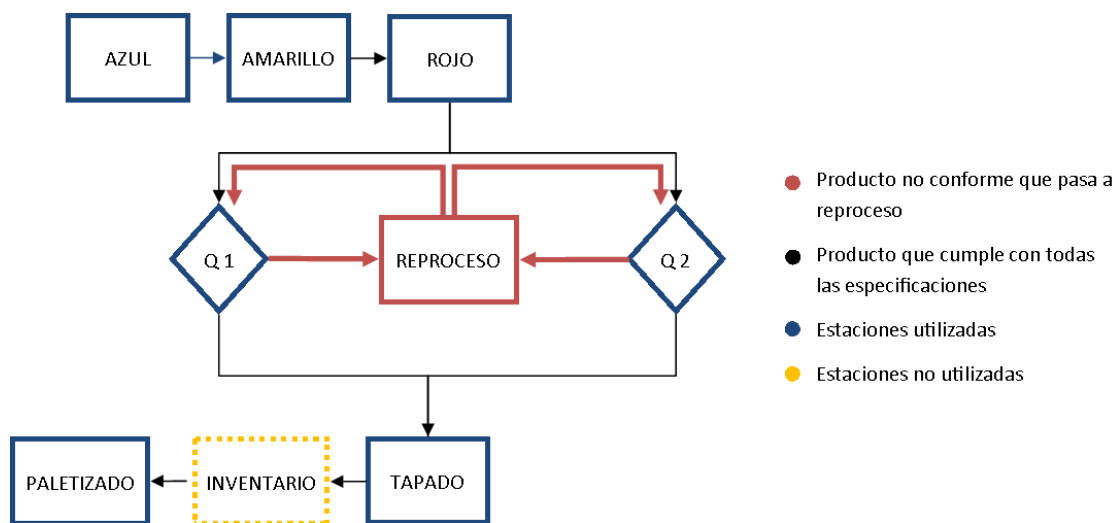 AZUL
AMARILLO
ROJO
Q 1
REPROCESO
Q 2
PALETIZADO
INVENTARIO
TAPADO
Producto no conforme que pasa a
reproceso
Producto que cumple con todas
las especificaciones
Estaciones utilizadas
Estaciones no utilizadas